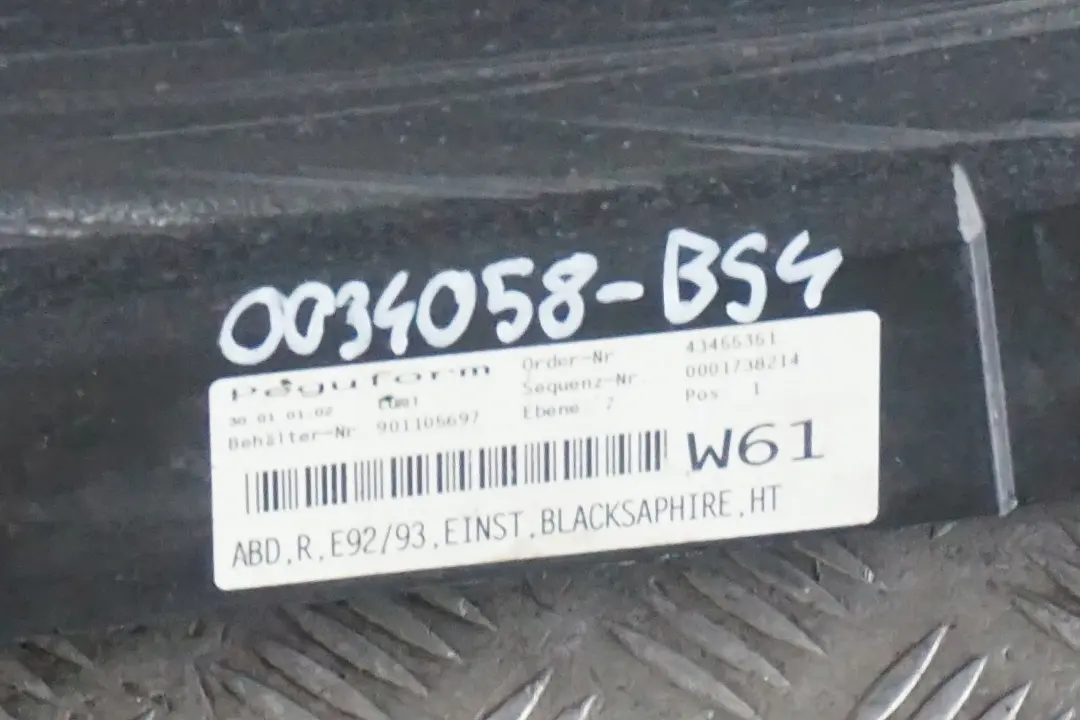 0034058-BS4
Peguform Order-Nr 43465361
30 01 01.02 Sequenz-Nr 0001738214
Behälter-Nr 901105697 Ebene 7 Pos 1
W61
ABD.R.E92/93.EINST.BLACKSAPHIRE.HT